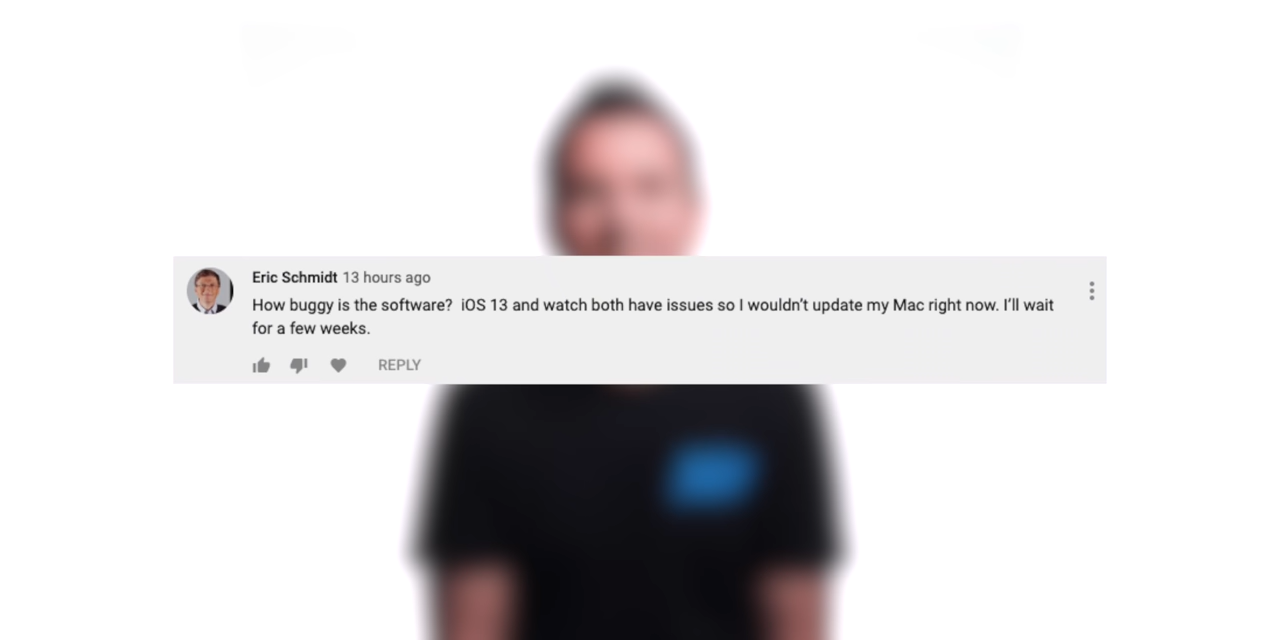 Eric Schmidt 13 hours ago
How buggy is the software?  iOS 13 and watch both have issues so I wouldn't update my Mac right now. I'll wait
for a few weeks.
REPLY